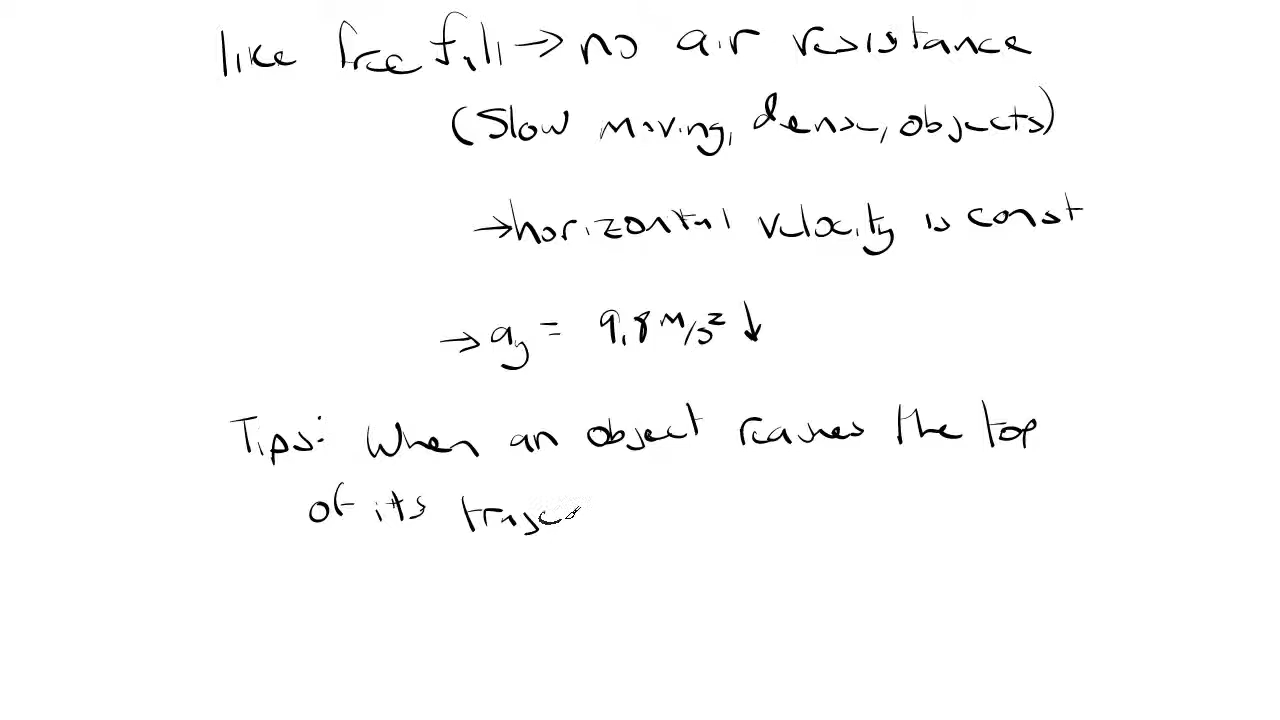 like free fall → no air resistance
(Slow moving, dense, objects)
→ horizontal velocity is const
→ ay = 9.8 m/s² ↓
Tips: When an object reaches the top
of its trajec